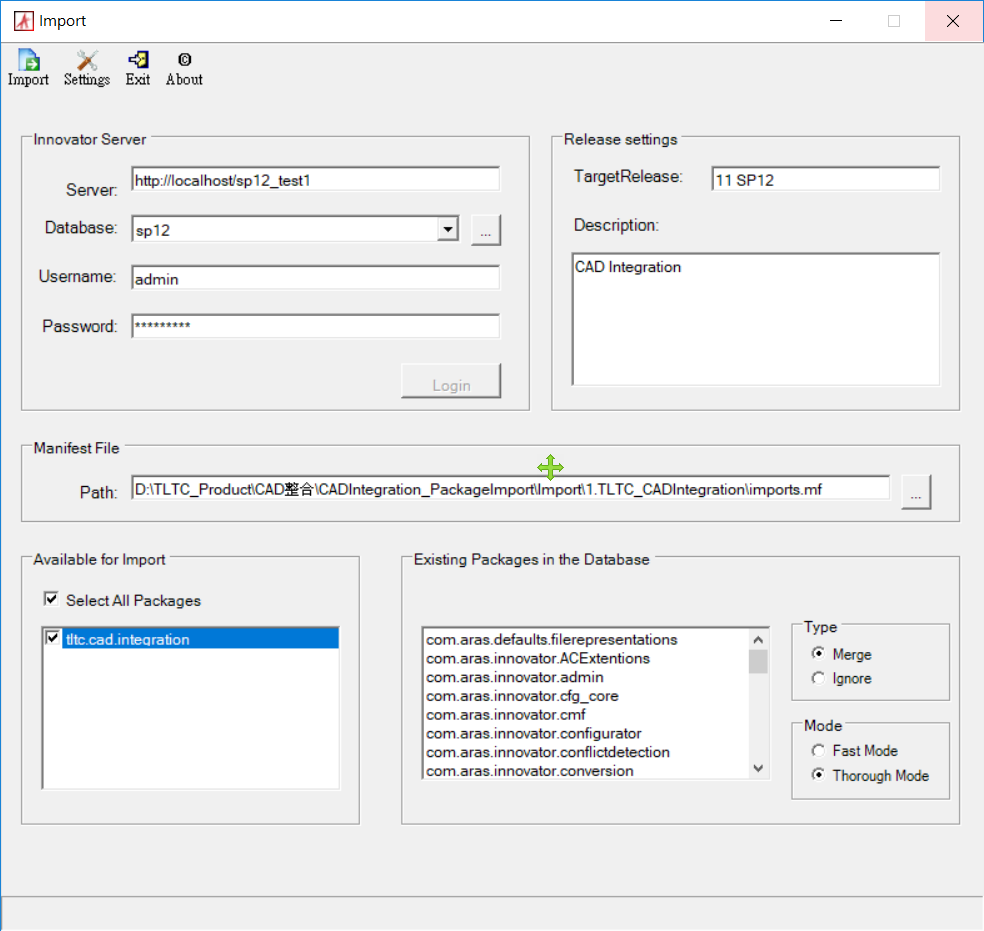 Import
Import Settings Exit About
Innovator Server
Server: http://localhost/sp12_test1
Database: sp12 ...
Username: admin
Password: *********
Login
Release settings
TargetRelease: 11 SP12
Description:
CAD Integration
Manifest File
Path: D:\TLTC_Product\CAD整合\CADIntegration_PackageImport\Import\1.TLTC_CADIntegration\imports.mf ...
Available for Import
Select All Packages
tltc.cad.integration
Existing Packages in the Database
com.aras.defaults.filerepresentations
com.aras.innovator.ACExtentions
com.aras.innovator.admin
com.aras.innovator.cfg_core
com.aras.innovator.cmf
com.aras.innovator.configurator
com.aras.innovator.conflictdetection
com.aras.innovator.conversion
Type
Merge
Ignore
Mode
Fast Mode
Thorough Mode